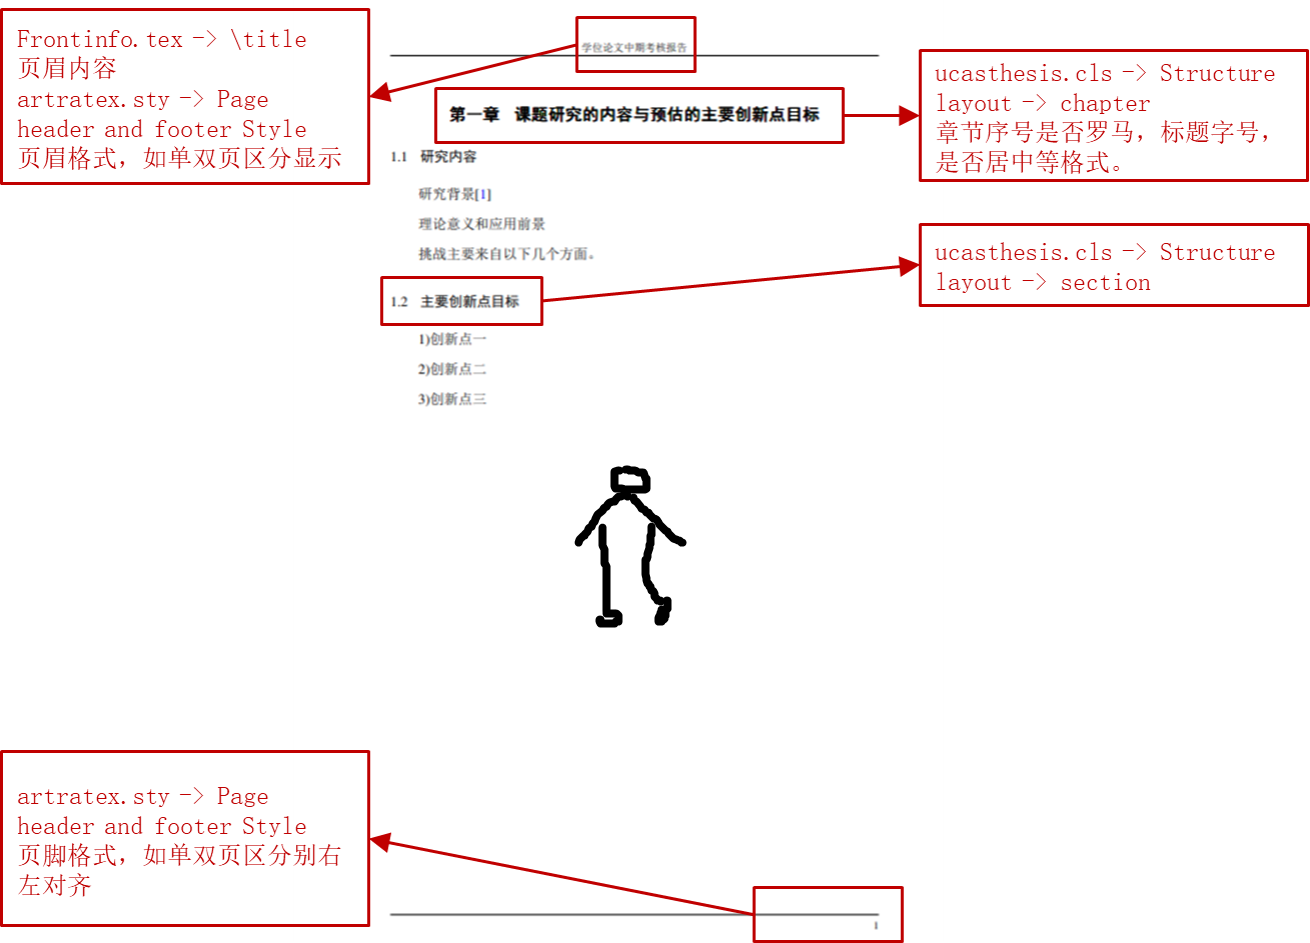 Frontinfo.tex -> \title
页眉内容
artratex.sty -> Page
header and footer Style
页眉格式，如单双页区分显示
学位论文中期考核报告
第一章 课题研究的内容与预估的主要创新点目标
ucasthesis.cls -> Structure
layout -> chapter
章节序号是否罗马，标题字号，
是否居中等格式。
1.1 研究内容
研究背景[1]
理论意义和应用前景
挑战主要来自以下几个方面。
ucasthesis.cls -> Structure
layout -> section
1.2 主要创新点目标
1)创新点一
2)创新点二
3)创新点三
artratex.sty -> Page
header and footer Style
页脚格式，如单双页区分别右
左对齐
1